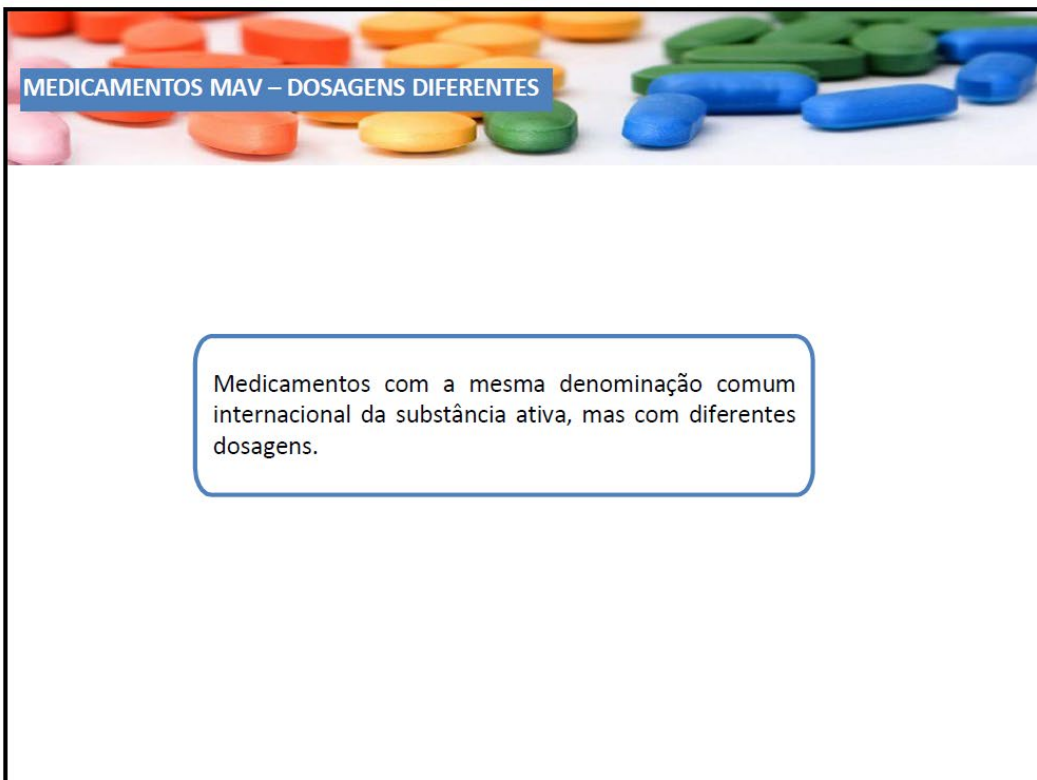 MEDICAMENTOS MAV – DOSAGENS DIFERENTES
Medicamentos com a mesma denominação comum
internacional da substância ativa, mas com diferentes
dosagens.